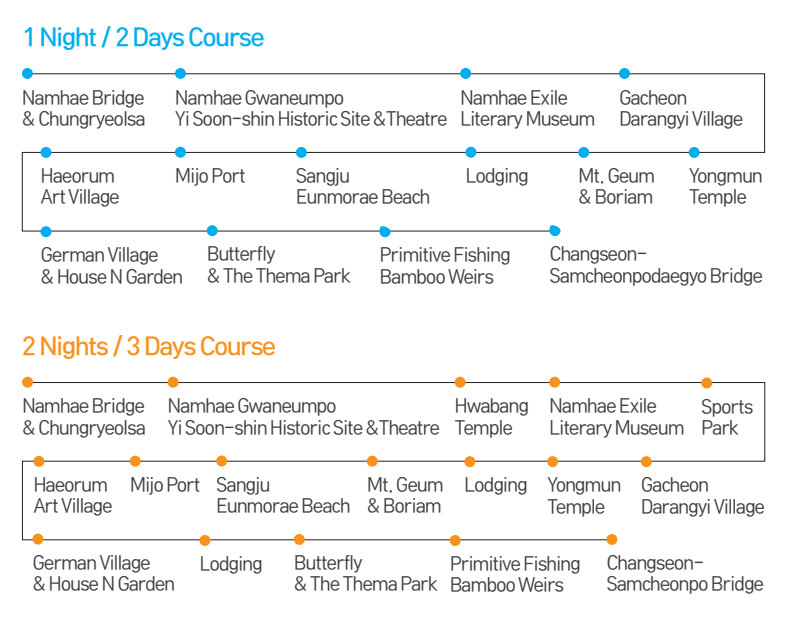 1 Night / 2 Days Course
Namhae Bridge
& Chungryeolsa
Namhae Gwaneumpo
Yi Soon-shin Historic Site & Theatre
Namhae Exile
Literary Museum
Gacheon
Darangyi Village
Haeorum
Art Village
Mijo Port
Sangju
Eunmorae Beach
Lodging
Mt. Geum
& Boriam
Yongmun
Temple
German Village
& House N Garden
Butterfly
& The Thema Park
Primitive Fishing
Bamboo Weirs
Changseon-
Samcheonpodaegyo Bridge
2 Nights / 3 Days Course
Namhae Bridge
& Chungryeolsa
Namhae Gwaneumpo
Yi Soon-shin Historic Site & Theatre
Hwabang
Temple
Namhae Exile
Literary Museum
Sports
Park
Haeorum
Art Village
Mijo Port
Sangju
Eunmorae Beach
Mt. Geum
& Boriam
Lodging
Yongmun
Temple
Gacheon
Darangyi Village
German Village
& House N Garden
Lodging
Butterfly
& The Thema Park
Primitive Fishing
Bamboo Weirs
Changseon-
Samcheonpo Bridge